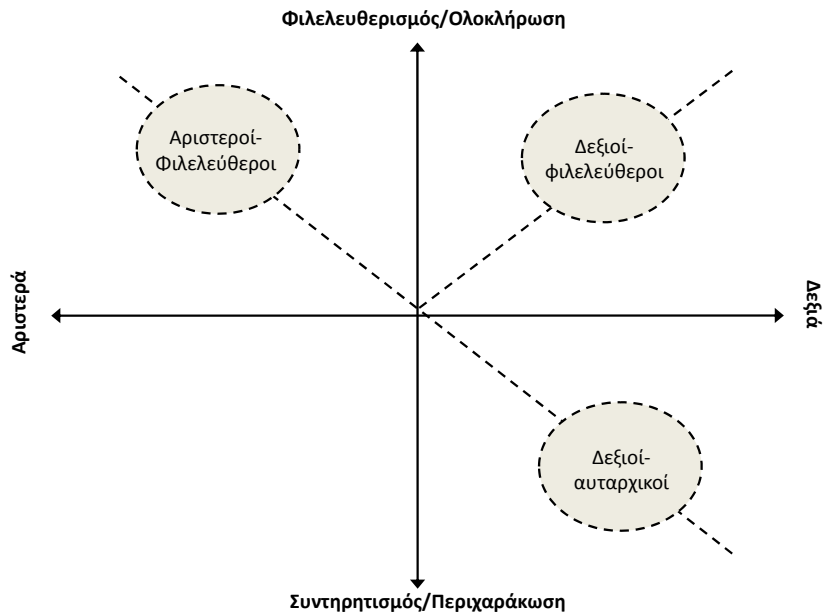 Φιλελευθερισμός/Ολοκλήρωση
Αριστεροί-
Φιλελεύθεροι
Δεξιοί-
φιλελεύθεροι
Αριστερά
Δεξιά
Δεξιοί-
αυταρχικοί
Συντηρητισμός/Περιχαράκωση